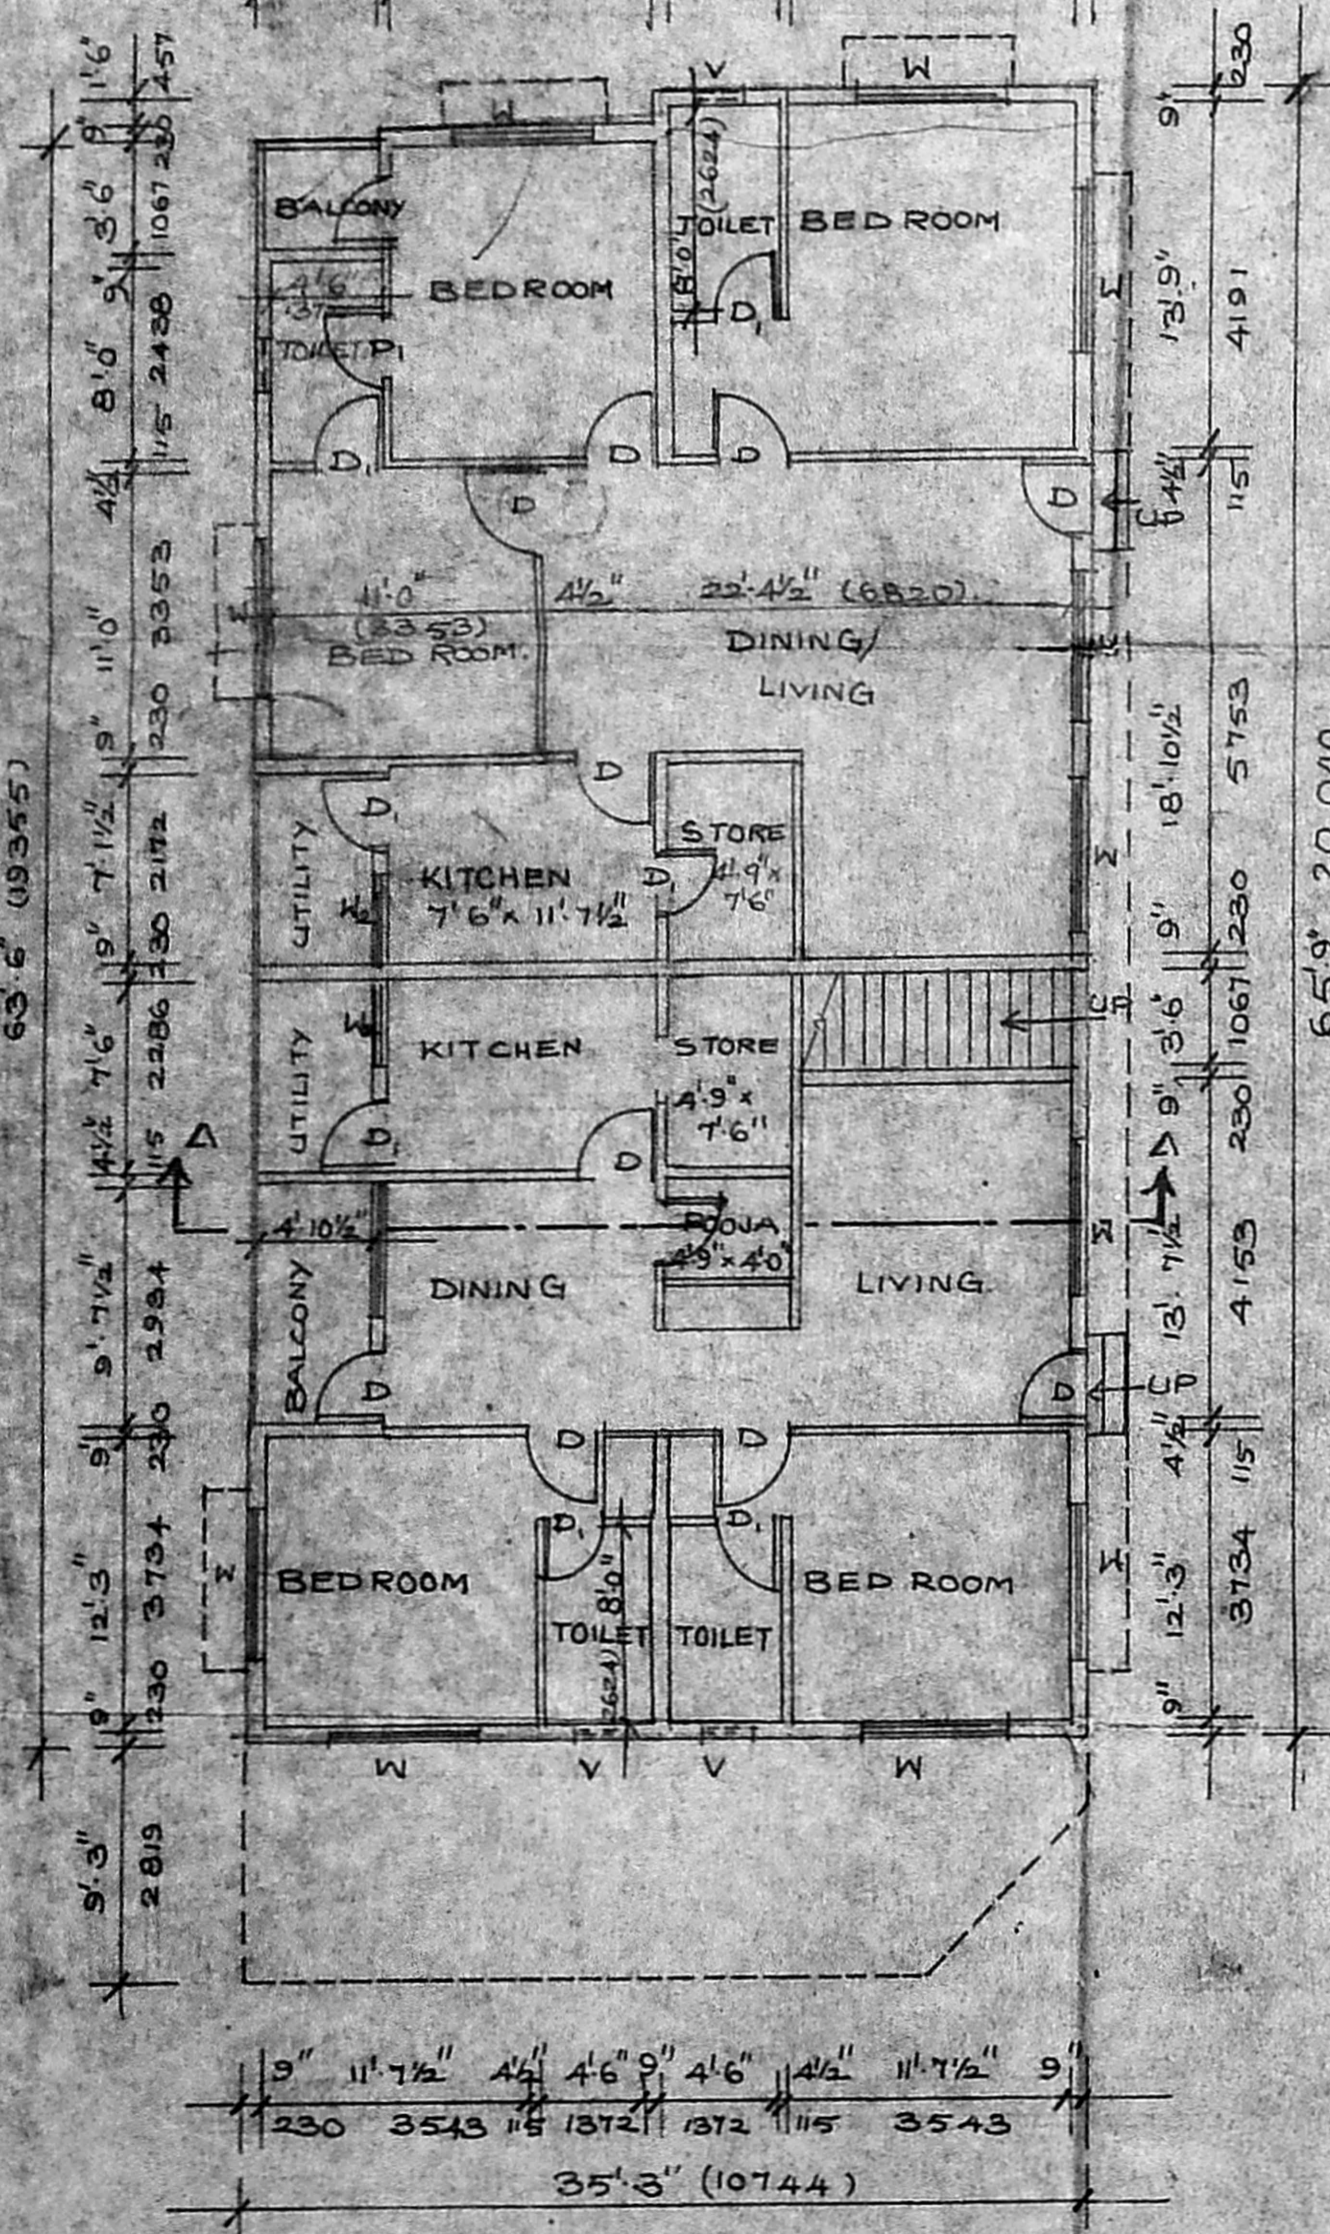 1'6"
457
9"
230
3'6"
1067
9"
8'0"
2438
4½"
115
11'0"
3353
9"
230
7'.1½"
2172
9"
230
7'6"
2286
4½"
115
9'.7½"
2934
9"
230
12'.3"
3734
9"
230
9'.3"
2819
63'.6" (19355)
V
W
W
BALCONY
TOILET
8'0"
(2624)
BED ROOM
BEDROOM
4'6"
TOILET
D1
D1
D1
D
D
W
D
D
UP
11'.0"
(3353)
BED ROOM.
4½"
22'.4½" (6820)
DINING/
LIVING
W
D
D1
UTILITY
W2
KITCHEN
7'6" x 11'.7½"
D1
STORE
4'.9" x
7'6"
W
UTILITY
KITCHEN
STORE
4'.9" x
7'.6"
UP
D
D
A
A
4'10½"
BALCONY
DINING
POOJA
4'9" x 4'0"
LIVING
W
D
D
UP
D
D
W
BEDROOM
D1
D1
TOILET
8'0"
(2624)
TOILET
BED ROOM
W
W
V
V
W
230
9"
13'.9"
4191
4½"
115
18'.10½"
5753
9"
230
3'.6"
1067
9"
230
13'.7½"
4153
4½"
115
12'.3"
3734
9"
65'.9" 20 040
9" 11'.7½" 4½" 4'.6" 9" 4'.6" 4½" 11'.7½" 9"
230 3543 115 1372 1372 115 3543
35'.3" (10744)